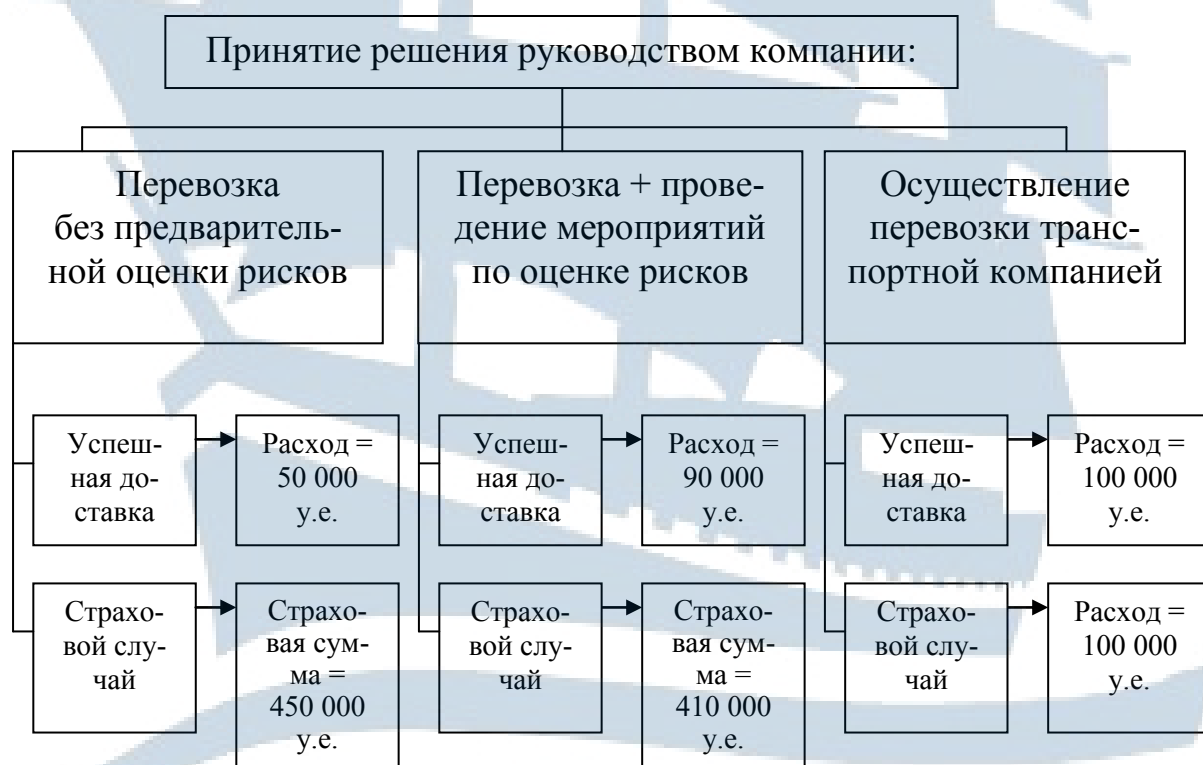 Принятие решения руководством компании:
Перевозка
без предваритель-
ной оценки рисков
Перевозка + прове-
дение мероприятий
по оценке рисков
Осуществление
перевозки транс-
портной компанией
Успеш-
ная до-
ставка
Расход =
50 000
у.е.
Успеш-
ная до-
ставка
Расход =
90 000
у.е.
Успеш-
ная до-
ставка
Расход =
100 000
у.е.
Страхо-
вой слу-
чай
Страхо-
вая сум-
ма =
450 000
у.е.
Страхо-
вой слу-
чай
Страхо-
вая сум-
ма =
410 000
у.е.
Страхо-
вой слу-
чай
Расход =
100 000
у.е.